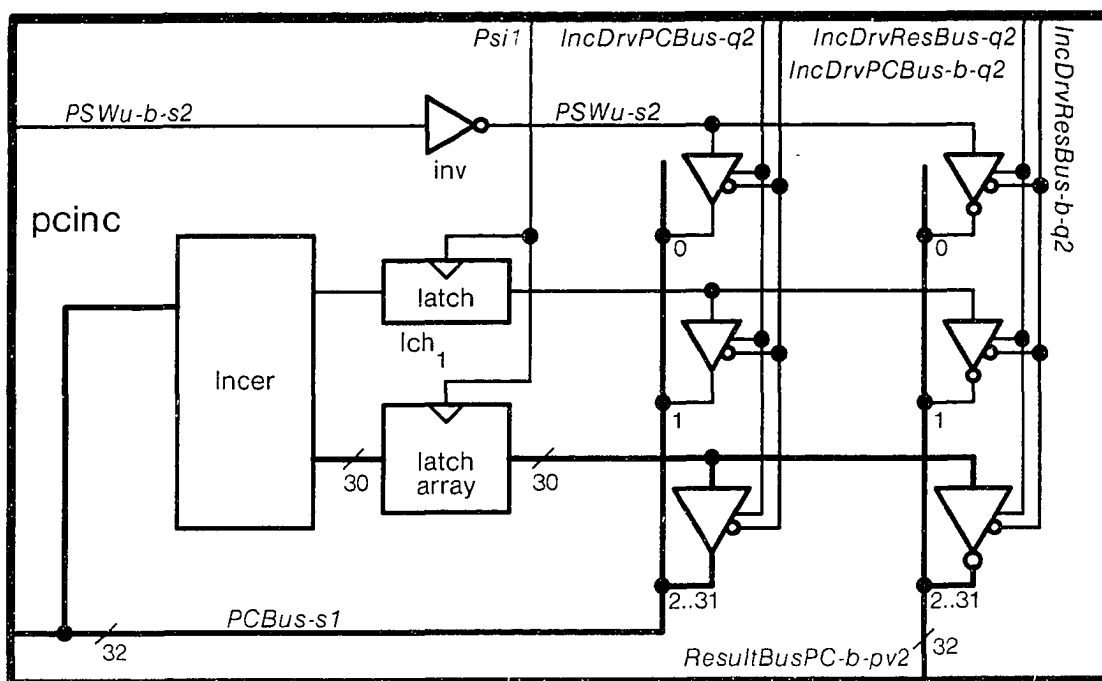 Psi1
IncDrvPCBus-q2
IncDrvResBus-q2
IncDrvPCBus-b-q2
IncDrvResBus-b-q2
PSWu-b-s2
PSWu-s2
inv
pcinc
0
0
latch
lch1
Incer
1
1
latch
array
30
30
2..31
2..31
PCBus-s1
32
32
ResultBusPC-b-pv2